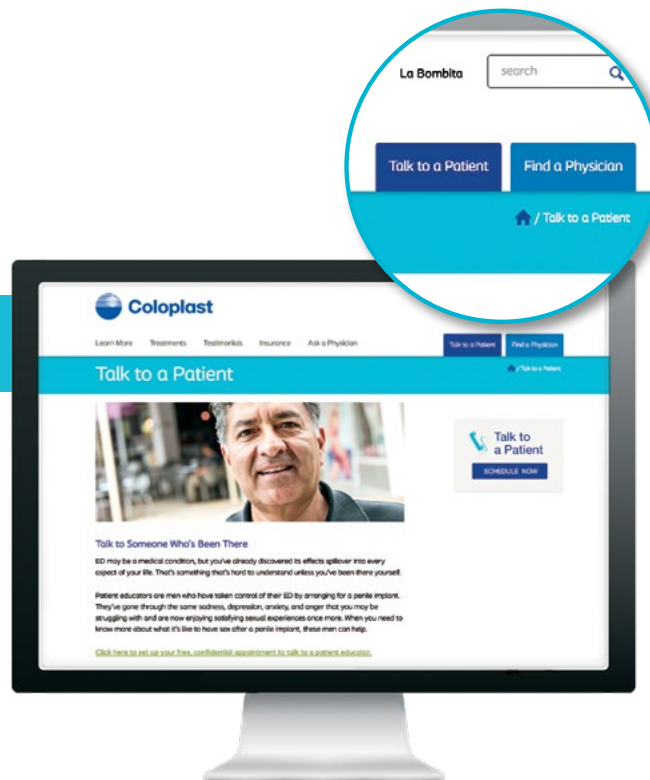 La Bombita
search
Talk to a Patient
Find a Physician
/ Talk to a Patient
Coloplast
Learn More
Treatments
Testimonials
Insurance
Ask a Physician
Talk to a Patient
Find a Physician
Talk to a Patient
/ Talk to a Patient
Talk to
a Patient
SCHEDULE NOW
Talk to Someone Who's Been There
ED may be a medical condition, but you've already discovered its effects spillover into every
aspect of your life. That's something that's hard to understand unless you've been there yourself.
Patient educators are men who have taken control of their ED by arranging for a penile implant.
They've gone through the same sadness, depression, anxiety, and anger that you may be
struggling with and are now enjoying satisfying sexual experiences once more. When you need to
know more about what it's like to have sex after a penile implant, these men can help.
Click here to set up your free, confidential appointment to talk to a patient educator.